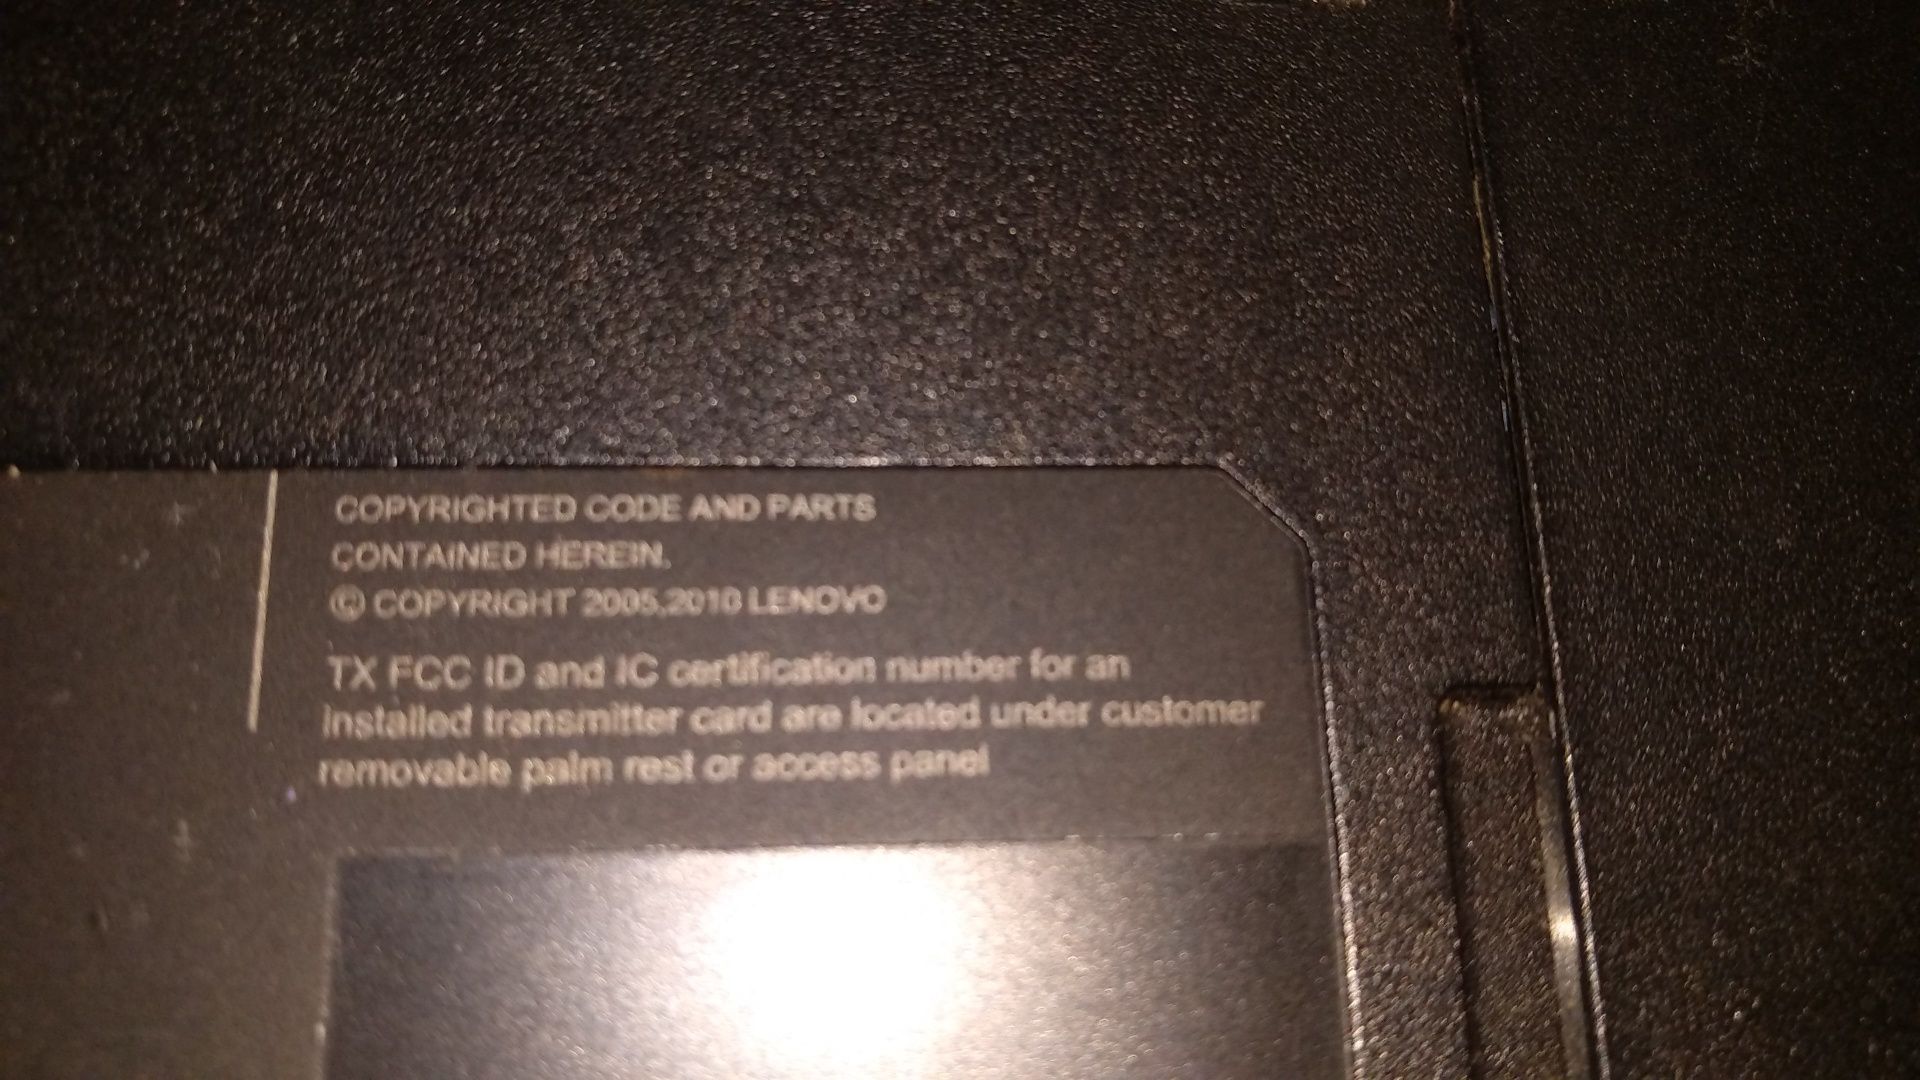 COPYRIGHTED CODE AND PARTS
CONTAINED HEREIN.
© COPYRIGHT 2005,2010 LENOVO
TX FCC ID and IC certification number for an
installed transmitter card are located under customer
removable palm rest or access panel